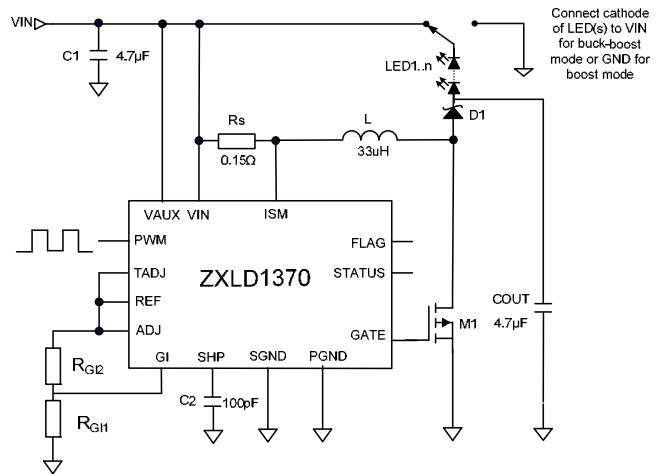 VIN
C1
4.7µF
Connect cathode
of LED(s) to VIN
for buck-boost
mode or GND for
boost mode
LED1..n
D1
Rs
0.15Ω
L
33uH
VAUX VIN ISM
PWM
TADJ
REF
ADJ
ZXLD1370
FLAG
STATUS
GATE
GI SHP SGND PGND
M1
COUT
4.7µF
RGI2
RGI1
C2
100pF